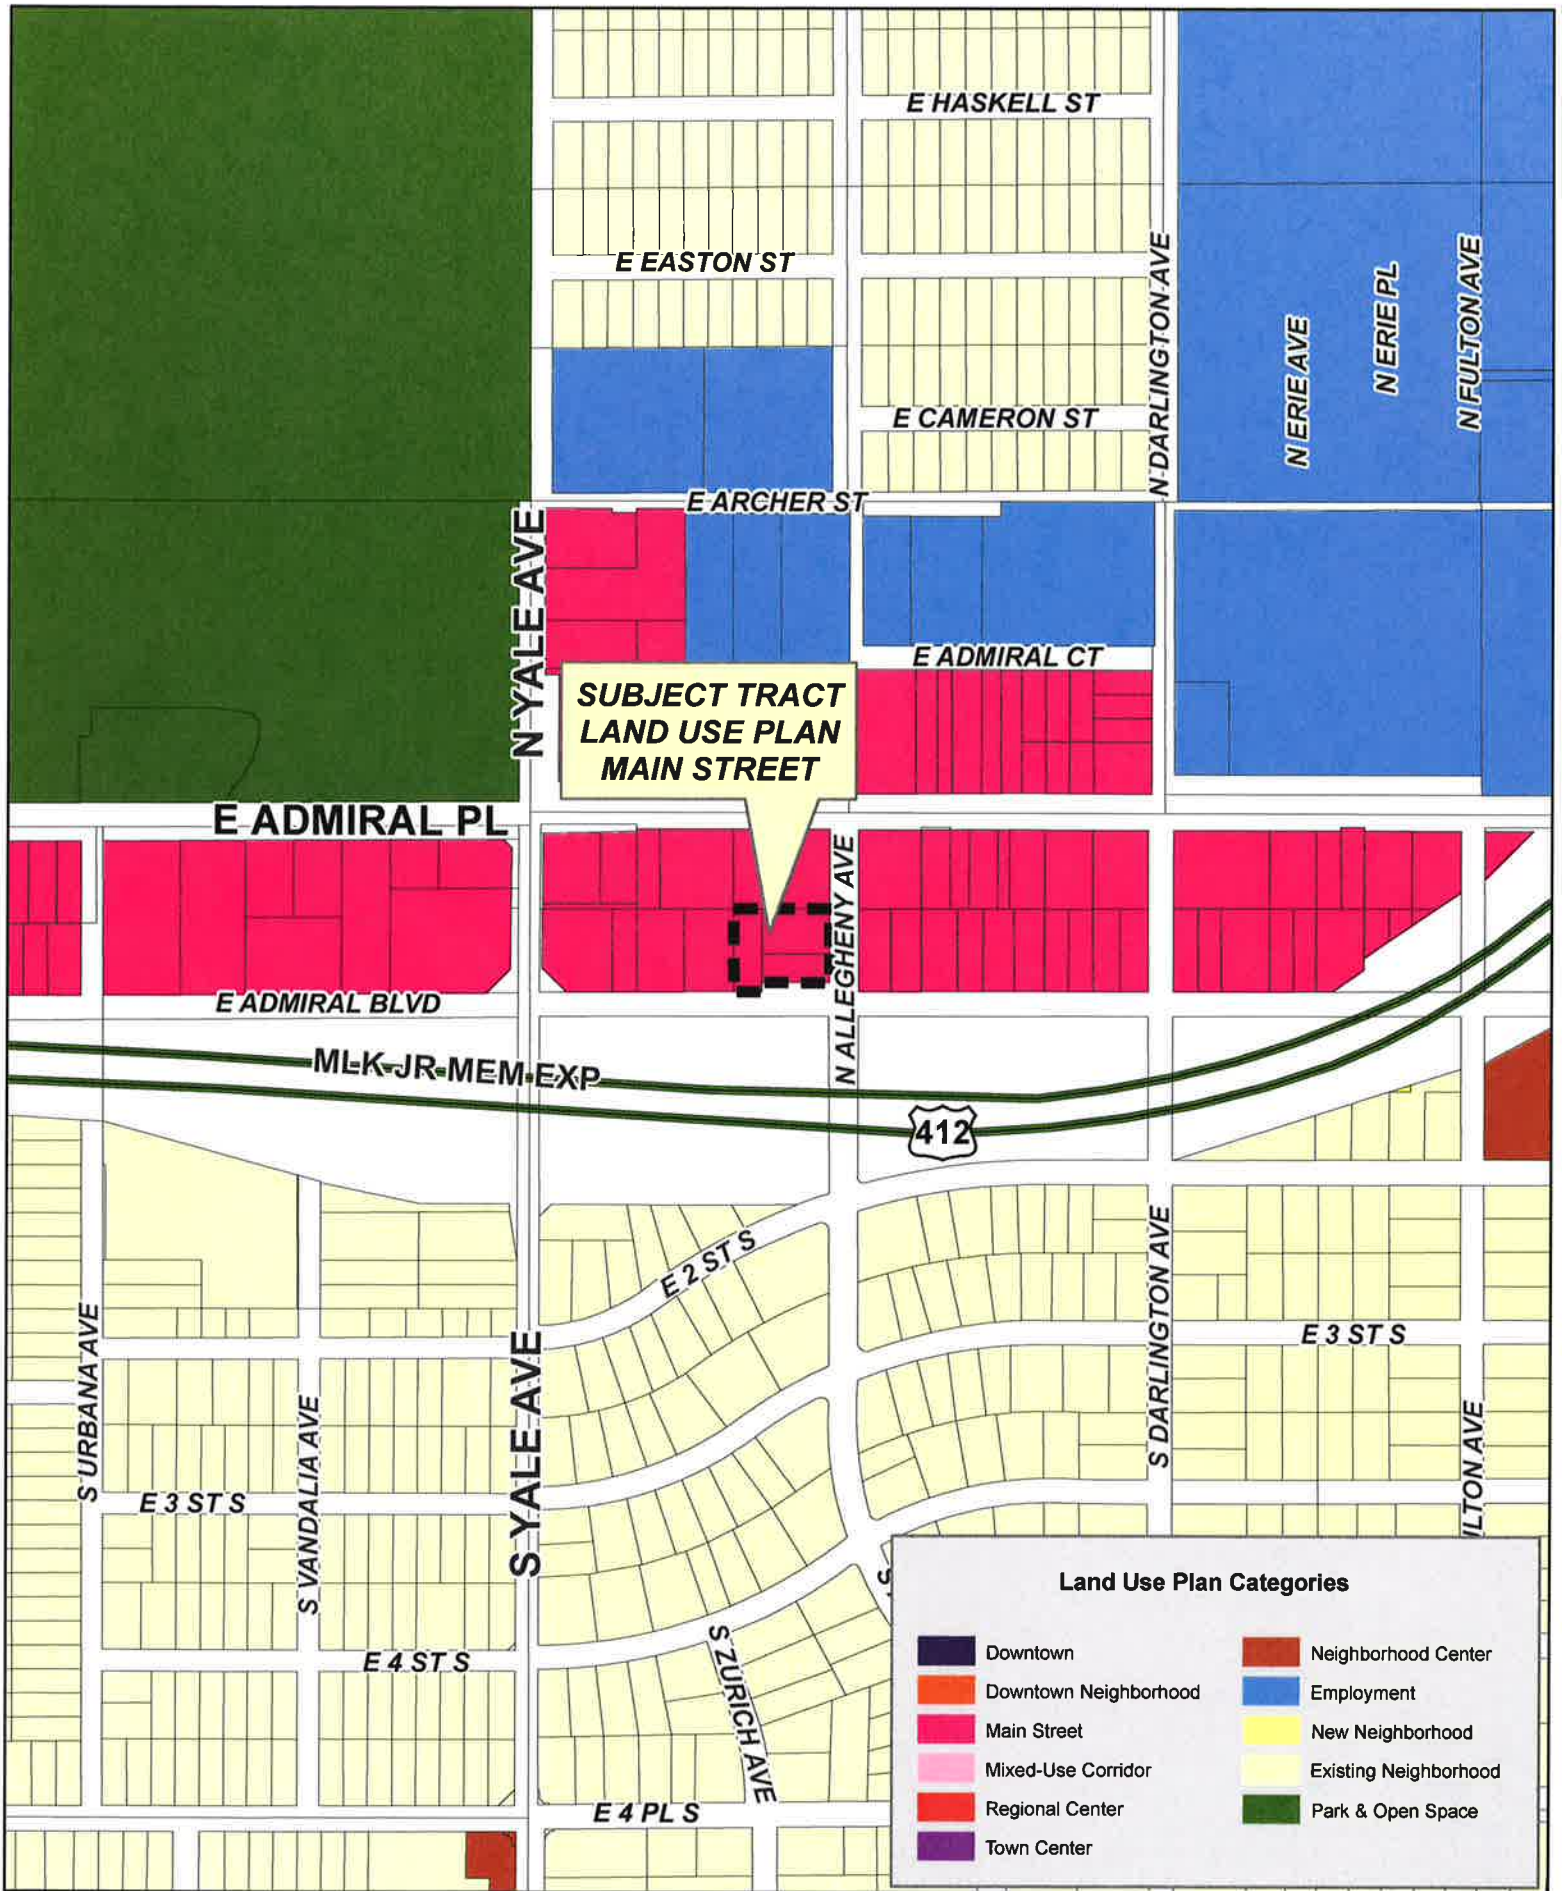 E HASKELL ST
E EASTON ST
N DARLINGTON AVE
N ERIE AVE
N ERIE PL
N FULTON AVE
E CAMERON ST
E ARCHER ST
N YALE AVE
E ADMIRAL CT
SUBJECT TRACT
LAND USE PLAN
MAIN STREET
E ADMIRAL PL
N ALLEGHENY AVE
E ADMIRAL BLVD
MLK JR MEM EXP
412
E 2 ST S
S URBANA AVE
S VANDALIA AVE
S YALE AVE
S DARLINGTON AVE
E 3 ST S
E 3 ST S
ILTON AVE
E 4 ST S
S ZURICH AVE
S
E 4 PL S
Land Use Plan Categories
Downtown
Downtown Neighborhood
Main Street
Mixed-Use Corridor
Regional Center
Town Center
Neighborhood Center
Employment
New Neighborhood
Existing Neighborhood
Park & Open Space